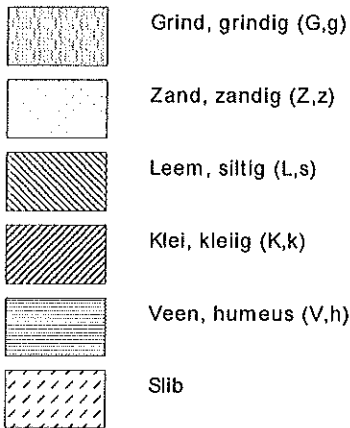 Grind, grindig (G,g)
Zand, zandig (Z,z)
Leem, siltig (L,s)
Klei, kleiig (K,k)
Veen, humeus (V,h)
Slib